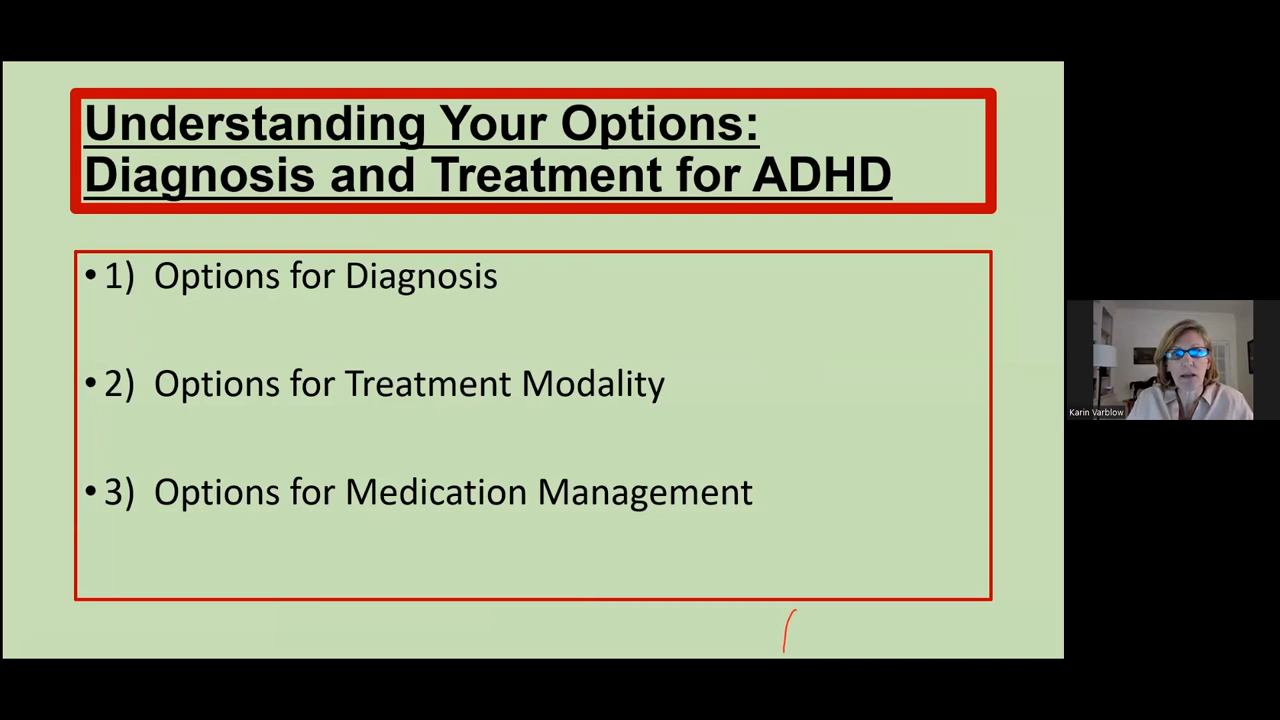 Understanding Your Options:
Diagnosis and Treatment for ADHD
• 1) Options for Diagnosis
• 2) Options for Treatment Modality
• 3) Options for Medication Management
Karin Varblow